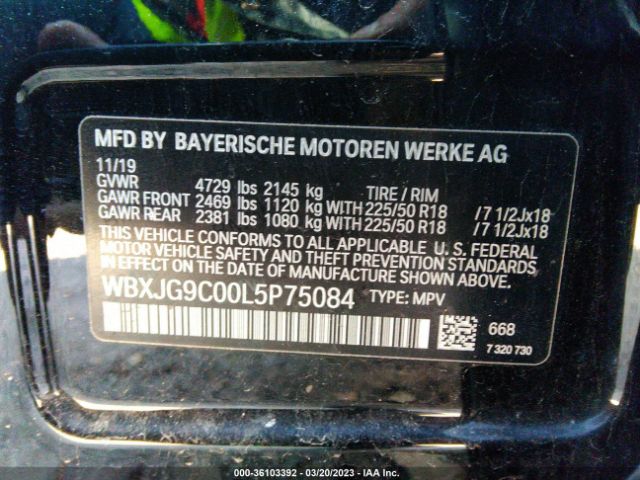 MFD BY BAYERISCHE MOTOREN WERKE AG
11/19
GVWR 4729 lbs 2145 kg TIRE / RIM
GAWR FRONT 2469 lbs 1120 kg WITH 225/50 R18 /7 1/2Jx18
GAWR REAR 2381 lbs 1080 kg WITH 225/50 R18 /7 1/2Jx18
THIS VEHICLE CONFORMS TO ALL APPLICABLE U. S. FEDERAL
MOTOR VEHICLE SAFETY AND THEFT PREVENTION STANDARDS
IN EFFECT ON THE DATE OF MANUFACTURE SHOWN ABOVE.
WBXJG9C00L5P75084 TYPE: MPV
668
7 320 730
000-36103392 — 03/20/2023 — IAA Inc.